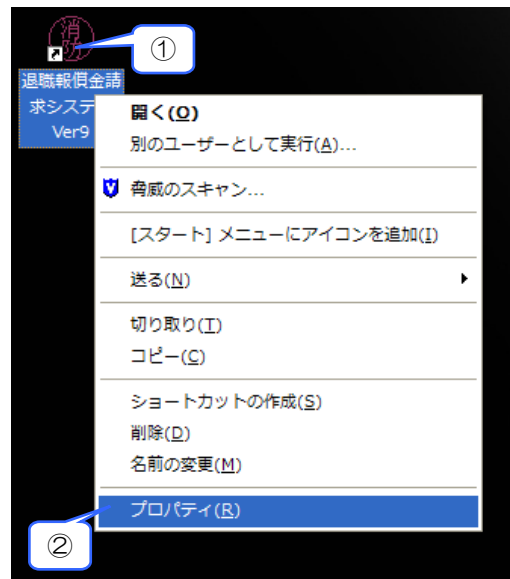 消防
①
退職報償金請
求システ
Ver9
開く(O)
別のユーザーとして実行(A)...
脅威のスキャン...
[スタート] メニューにアイコンを追加(I)
送る(N)
切り取り(T)
コピー(C)
ショートカットの作成(S)
削除(D)
名前の変更(M)
プロパティ(R)
②